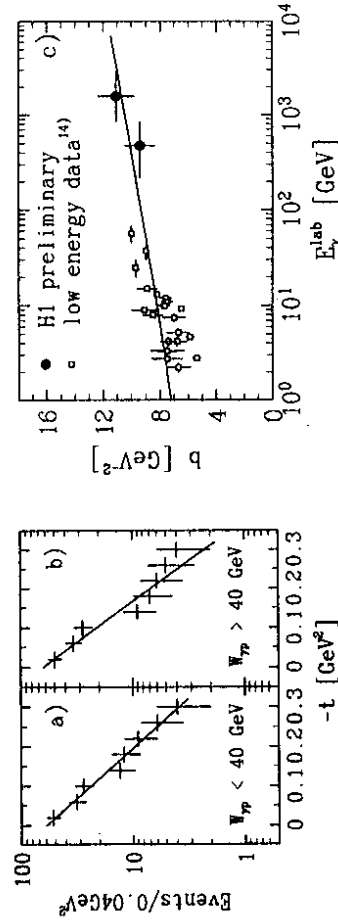 Events/0.04GeV²
100
10
1
a)
W_γp < 40 GeV
0 0.1 0.2 0.3
b)
W_γp > 40 GeV
0 0.1 0.2 0.3
-t [GeV²]
b [GeV⁻²]
16
12
8
4
0
c)
● H1 preliminary
▫ low energy data¹⁴⁾
10⁰ 10¹ 10² 10³ 10⁴
E_γ^lab [GeV]